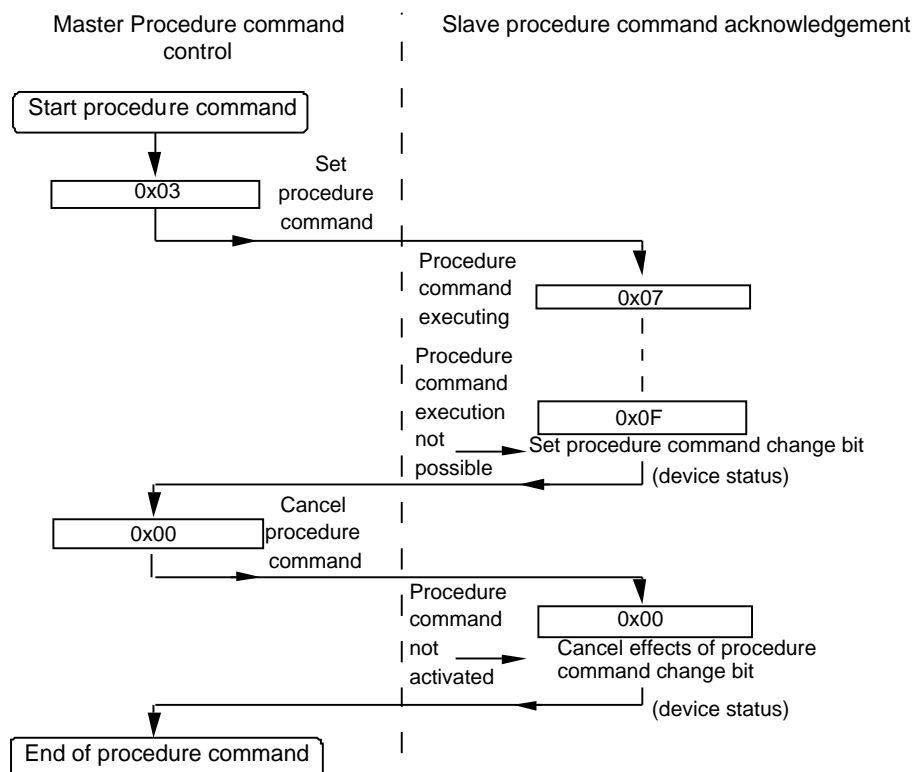 Master Procedure command
control
Slave procedure command acknowledgement
Start procedure command
0x03
Set
procedure
command
Procedure
command
executing
0x07
Procedure
command
execution
not
possible
0x0F
Set procedure command change bit
(device status)
0x00
Cancel
procedure
command
Procedure
command
not
activated
0x00
Cancel effects of procedure
command change bit
(device status)
End of procedure command